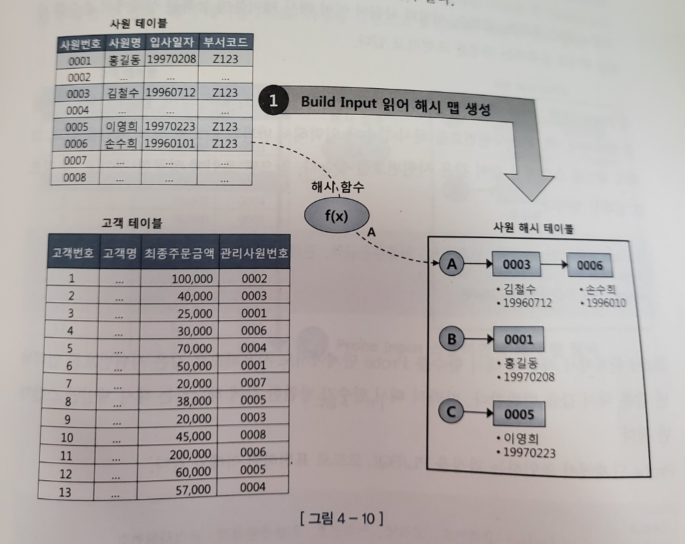 사원 테이블
사원번호 사원명 입사일자 부서코드
0001 홍길동 19970208 Z123
0002 ... ... ...
0003 김철수 19960712 Z123
0004 ... ... ...
0005 이영희 19970223 Z123
0006 손수희 19960101 Z123
0007 ... ... ...
0008 ... ... ...
1 Build Input 읽어 해시 맵 생성
해시 함수
f(x)
A
고객 테이블
고객번호 고객명 최종주문금액 관리사원번호
1 ... 100,000 0002
2 ... 40,000 0003
3 ... 25,000 0001
4 ... 30,000 0006
5 ... 70,000 0004
6 ... 50,000 0001
7 ... 20,000 0007
8 ... 38,000 0005
9 ... 20,000 0003
10 ... 45,000 0008
11 ... 200,000 0006
12 ... 60,000 0005
13 ... 57,000 0004
사원 해시 테이블
A 0003 0006
• 김철수 • 손수희
• 19960712 • 1996010
B 0001
• 홍길동
• 19970208
C 0005
• 이영희
• 19970223
[ 그림 4 – 10 ]